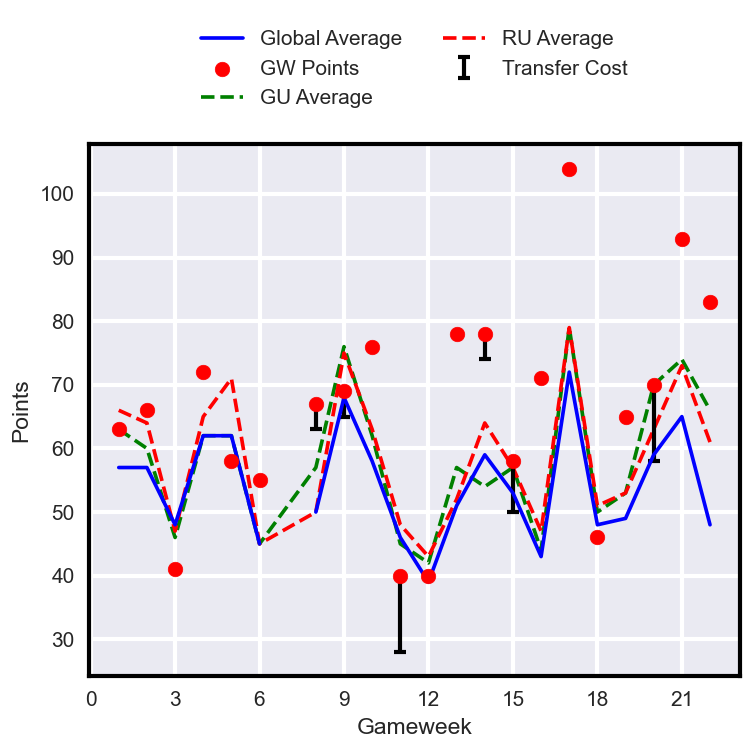 Global Average
GW Points
GU Average
RU Average
Transfer Cost
100
90
80
70
60
50
40
30
Points
0 3 6 9 12 15 18 21
Gameweek